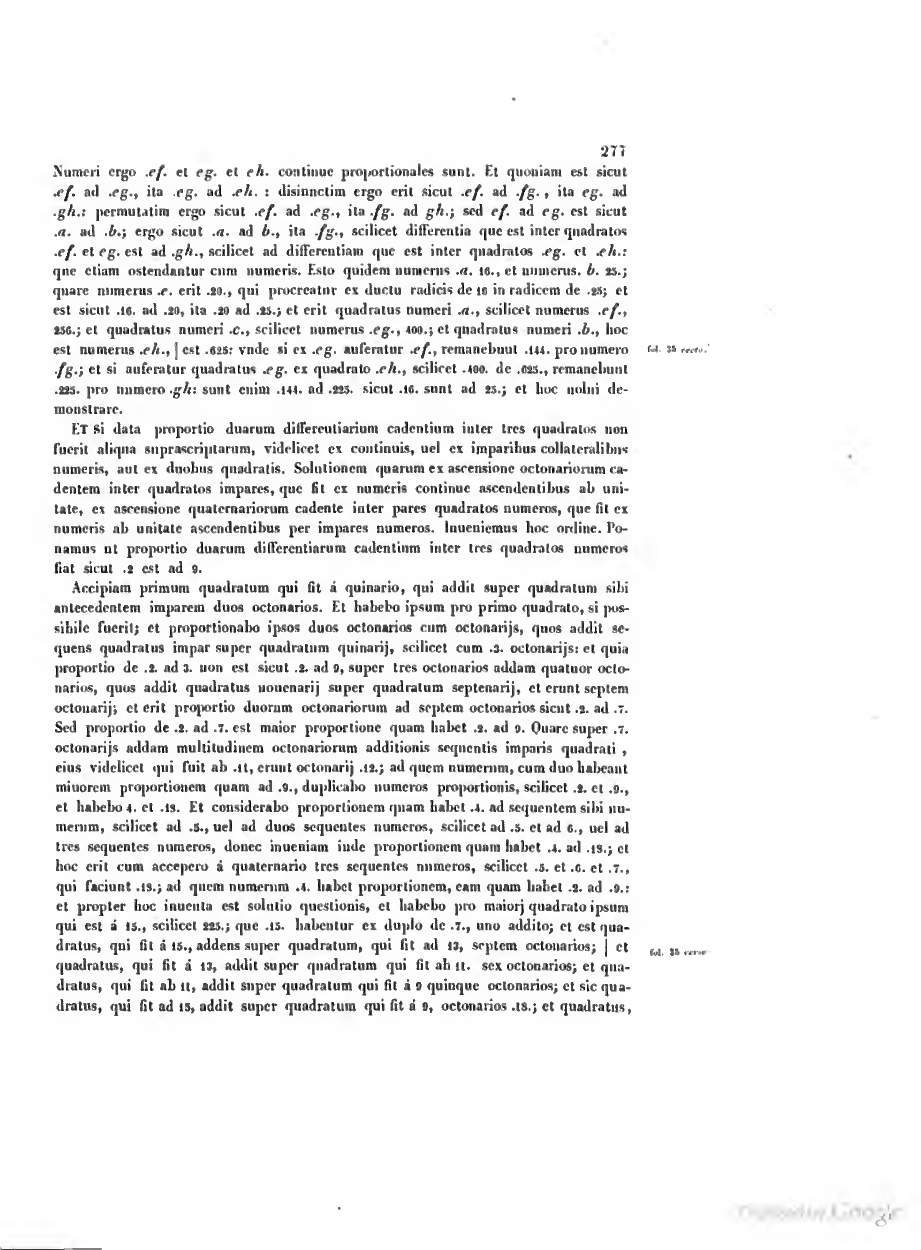 277
Numeri ergo .ef. et eg. et eh. continue proportionales sunt. Et quoniam est sicut
.ef. ad .eg., ita .eg. ad .eh. : disinnctim ergo erit sicut .ef. ad .fg. , ita eg. ad
.gh.: permutatim ergo sicut .ef. ad .eg., ita .fg. ad gh.; sed ef. ad eg. est sicut
.a. ad .b.; ergo sicut .a. ad b., ita .fg., scilicet differentia que est inter quadratos
.ef. et eg. est ad .gh., scilicet ad differentiam que est inter quadratos .eg. et .eh.:
que etiam ostendantur cum numeris. Esto quidem numerus .a. 16., et numerus. b. 25.;
quare numerus .e. erit .20., qui procreatur ex ductu radicis de 16 in radicem de .25; et
est sicut .16. ad .20, ita .20 ad .25.; et erit quadratus numeri .a., scilicet numerus .ef.,
256.; et quadratus numeri .c., scilicet numerus .eg., 400.; et quadratus numeri .b., hoc
est numerus .eh., | est .625: vnde si ex .eg. auferatur .ef., remanebunt .144. pro numero fol. 35 recto.
.fg.; et si auferatur quadratus .eg. ex quadrato .eh., scilicet .400. de .625., remanebunt
.225. pro numero .gh: sunt enim .144. ad .225. sicut .16. sunt ad 25.; et hoc uolui de-
monstrare.
ET Si data proportio duarum differentiarum cadentium inter tres quadratos non
fuerit aliqua suprascriptarum, videlicet ex continuis, uel ex imparibus collateralibus
numeris, aut ex duobus quadratis. Solutionem quarum ex ascensione octonariorum ca-
dentem inter quadratos impares, que fit ex numeris continue ascendentibus ab uni-
tate, ex ascensione quaternariorum cadente inter pares quadratos numeros, que fit ex
numeris ab unitate ascendentibus per impares numeros. Inueniemus hoc ordine. Po-
namus ut proportio duarum differentiarum cadentium inter tres quadratos numeros
fiat sicut .2 est ad 9.
Accipiam primum quadratum qui fit á quinario, qui addit super quadratum sibi
antecedentem imparem duos octonarios. Et habebo ipsum pro primo quadrato, si pos-
sibile fuerit; et proportionabo ipsos duos octonarios cum octonarijs, quos addit se-
quens quadratus impar super quadratum quinarij, scilicet cum .3. octonarijs: et quia
proportio de .2. ad 3. non est sicut .2. ad 9, super tres octonarios addam quatuor octo-
narios, quos addit quadratus nouenarij super quadratum septenarij, et erunt septem
octonarij; et erit proportio duorum octonariorum ad septem octonarios sicut .2. ad .7.
Sed proportio de .2. ad .7. est maior proportione quam habet .2. ad 9. Quare super .7.
octonarijs addam multitudinem octonariorum additionis sequentis imparis quadrati ,
eius videlicet qui fuit ab .11, erunt octonarij .12.; ad quem numerum, cum duo habeant
minorem proportionem quam ad .9., duplicabo numeros proportionis, scilicet .2. et .9.,
et habebo 4. et .18. Et considerabo proportionem quam habet .4. ad sequentem sibi nu-
merum, scilicet ad .5., uel ad duos sequentes numeros, scilicet ad .5. et ad 6., uel ad
tres sequentes numeros, donec inueniam inde proportionem quam habet .4. ad .18.; et
hoc erit cum accepero á quaternario tres sequentes numeros, scilicet .5. et .6. et .7.,
qui faciunt .18.; ad quem numerum .4. habet proportionem, eam quam habet .2. ad .9.:
et propter hoc inuenta est solutio questionis, et habebo pro maiorj quadrato ipsum
qui est á 15., scilicet 225.; que .15. habentur ex duplo de .7., uno addito; et est qua-
dratus, qui fit á 15., addens super quadratum, qui fit ad 13, septem octonarios; | et fol. 35 verso
quadratus, qui fit á 13, addit super quadratum qui fit ab 11. sex octonarios; et qua-
dratus, qui fit ab 11, addit super quadratum qui fit á 9 quinque octonarios; et sic qua-
dratus, qui fit ad 15, addit super quadratum qui fit á 9, octonarios .18.; et quadratus,
Digitized by Google